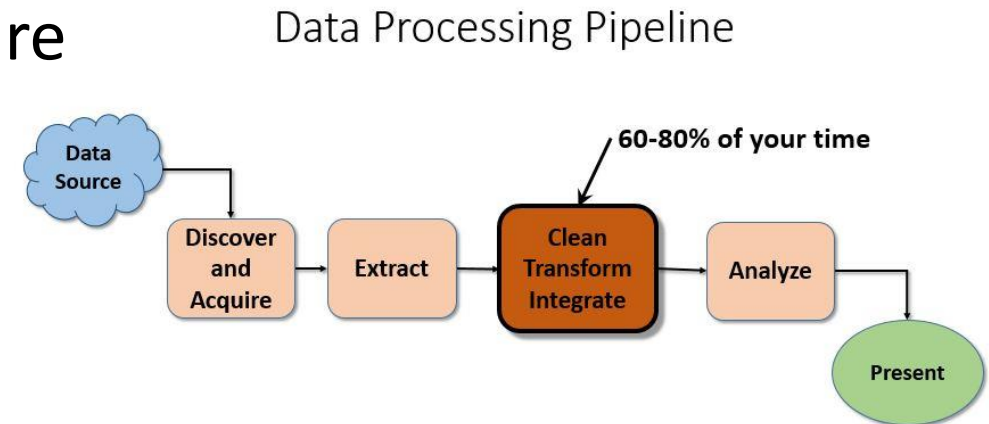 re
Data Processing Pipeline
60-80% of your time
Data
Source
Discover
and
Acquire
Extract
Clean
Transform
Integrate
Analyze
Present